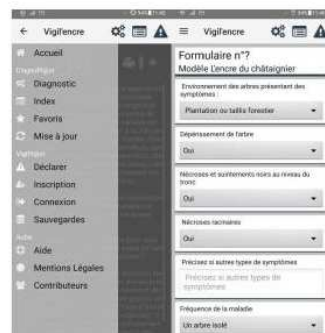 Vigil'encre
Accueil
Diagnostic
Index
Favoris
Mise à jour
Déclarer
Inscription
Connexion
Sauvegardes
Aide
Mentions Légales
Contributeurs
Vigil'encre
Formulaire n°?
Modèle L'encre du châtaignier
Environnement des arbres présentant des
symptômes :
Plantation ou taillis forestier
Dépérissement de l'arbre
Oui
Nécroses et suintements noirs au niveau du
tronc
Oui
Nécroses racinaires
Oui
Précisez si autres types de symptômes
Précisez si autres types de
symptômes
Fréquence de la maladie
Un arbre isolé